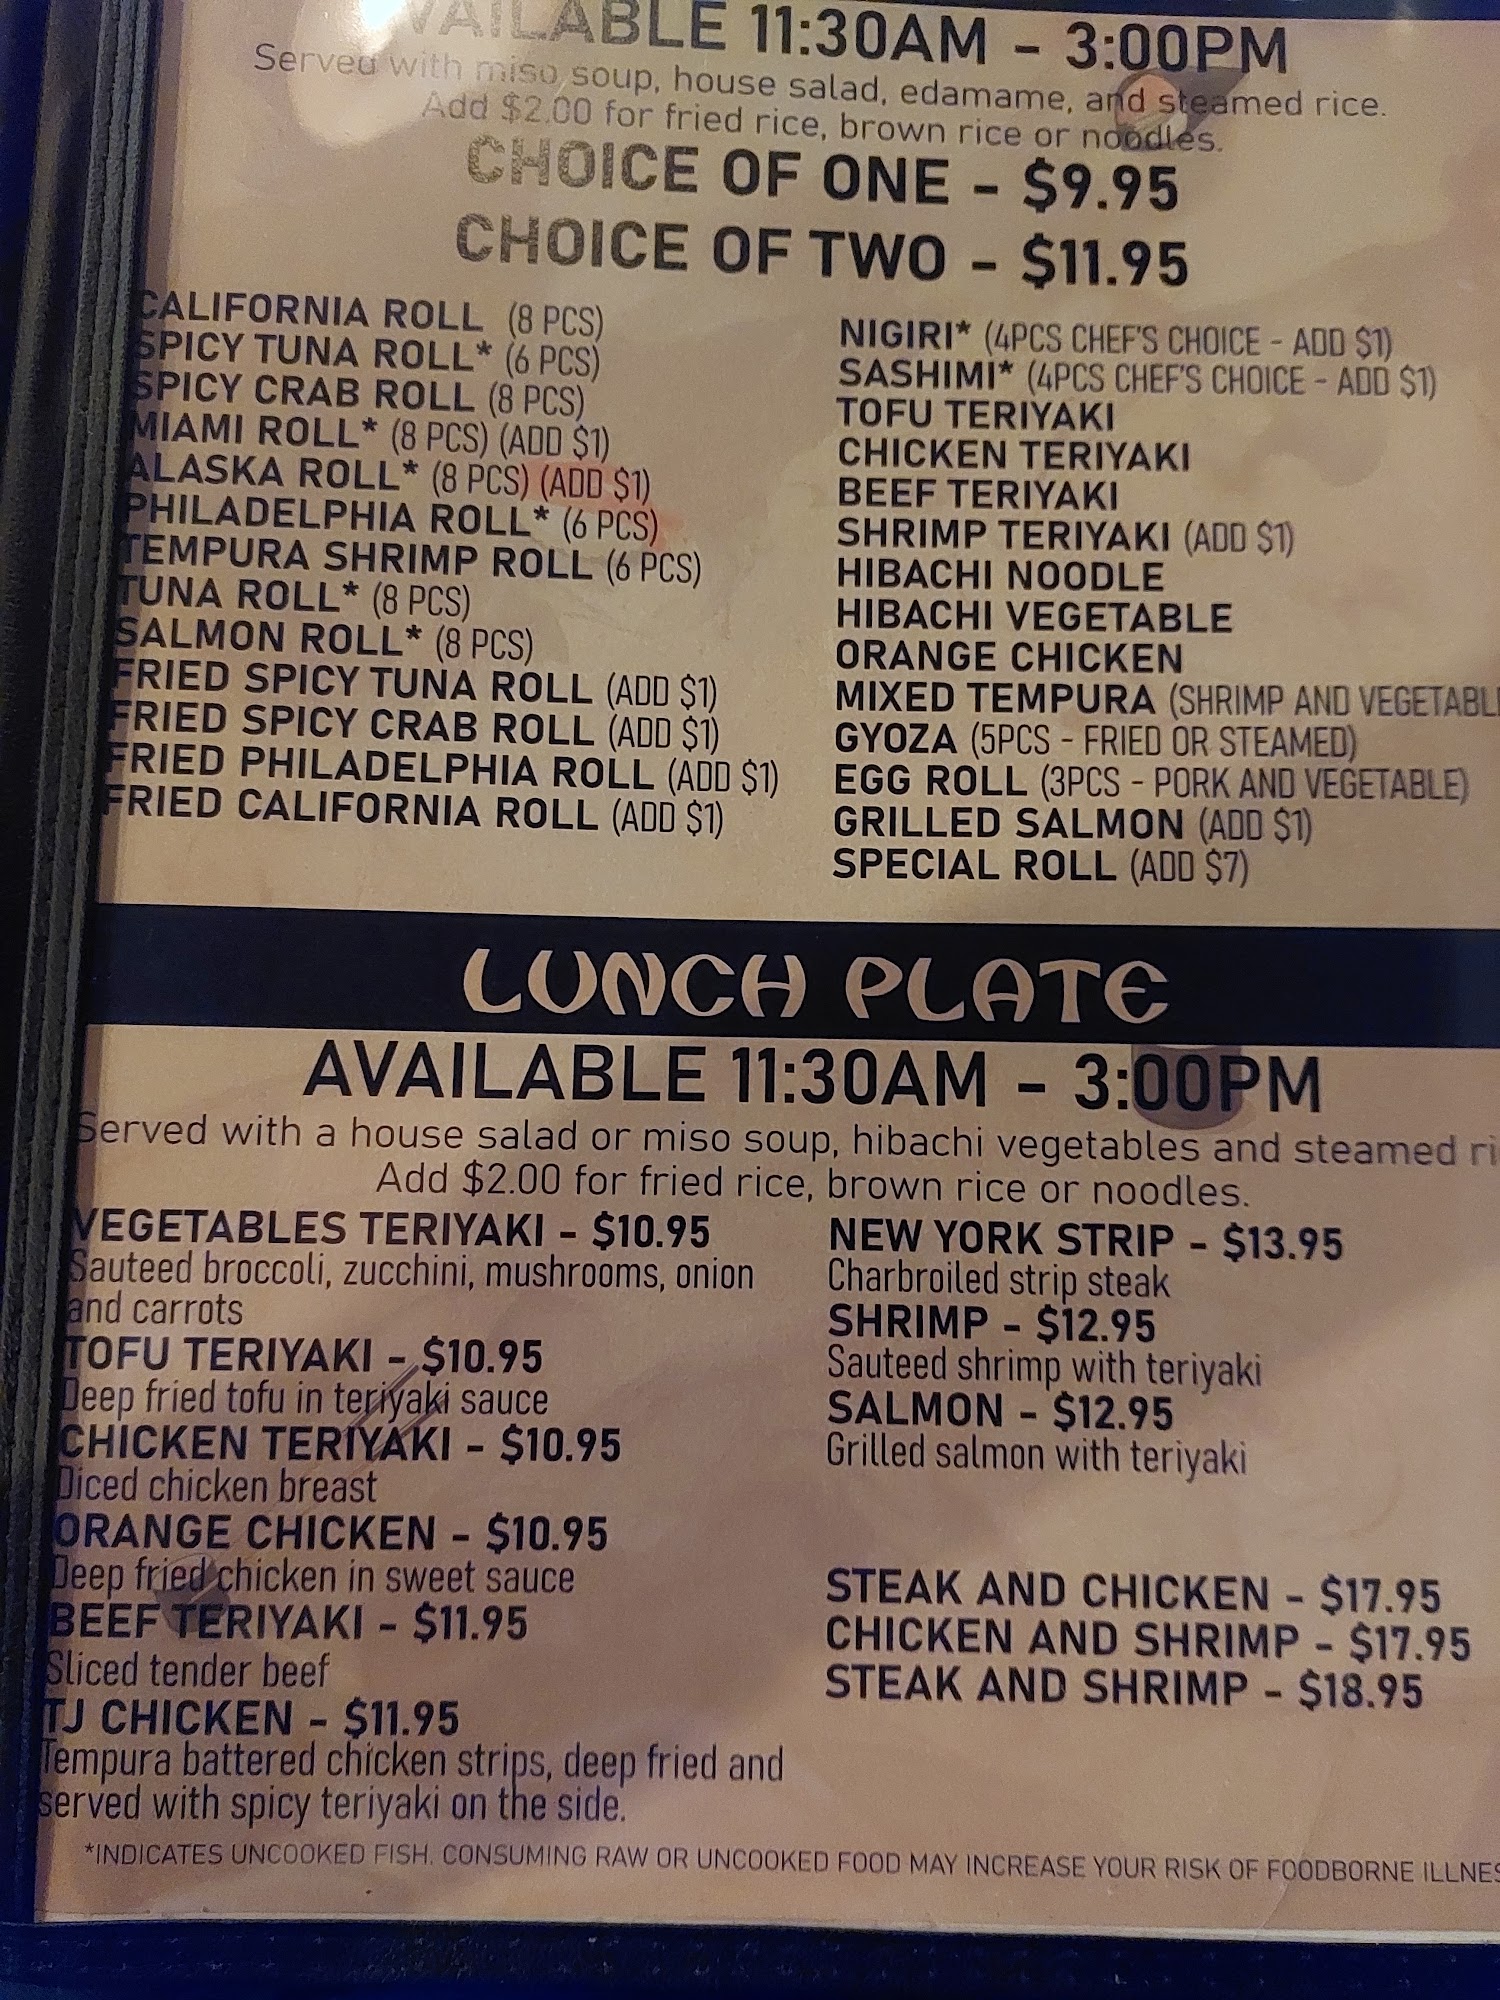 AVAILABLE 11:30AM - 3:00PM
Served with miso soup, house salad, edamame, and steamed rice.
Add $2.00 for fried rice, brown rice or noodles.
CHOICE OF ONE - $9.95
CHOICE OF TWO - $11.95
CALIFORNIA ROLL (8 PCS)
SPICY TUNA ROLL* (6 PCS)
SPICY CRAB ROLL (8 PCS)
MIAMI ROLL* (8 PCS) (ADD $1)
ALASKA ROLL* (8 PCS) (ADD $1)
PHILADELPHIA ROLL* (6 PCS)
TEMPURA SHRIMP ROLL (6 PCS)
TUNA ROLL* (8 PCS)
SALMON ROLL* (8 PCS)
FRIED SPICY TUNA ROLL (ADD $1)
FRIED SPICY CRAB ROLL (ADD $1)
FRIED PHILADELPHIA ROLL (ADD $1)
FRIED CALIFORNIA ROLL (ADD $1)
NIGIRI* (4PCS CHEF'S CHOICE - ADD $1)
SASHIMI* (4PCS CHEF'S CHOICE - ADD $1)
TOFU TERIYAKI
CHICKEN TERIYAKI
BEEF TERIYAKI
SHRIMP TERIYAKI (ADD $1)
HIBACHI NOODLE
HIBACHI VEGETABLE
ORANGE CHICKEN
MIXED TEMPURA (SHRIMP AND VEGETABL
GYOZA (5PCS - FRIED OR STEAMED)
EGG ROLL (3PCS - PORK AND VEGETABLE)
GRILLED SALMON (ADD $1)
SPECIAL ROLL (ADD $7)
LUNCH PLATE
AVAILABLE 11:30AM - 3:00PM
Served with a house salad or miso soup, hibachi vegetables and steamed ri
Add $2.00 for fried rice, brown rice or noodles.
VEGETABLES TERIYAKI - $10.95
Sauteed broccoli, zucchini, mushrooms, onion
and carrots
TOFU TERIYAKI - $10.95
Deep fried tofu in teriyaki sauce
CHICKEN TERIYAKI - $10.95
Diced chicken breast
ORANGE CHICKEN - $10.95
Deep fried chicken in sweet sauce
BEEF TERIYAKI - $11.95
Sliced tender beef
TJ CHICKEN - $11.95
Tempura battered chicken strips, deep fried and
served with spicy teriyaki on the side.
NEW YORK STRIP - $13.95
Charbroiled strip steak
SHRIMP - $12.95
Sauteed shrimp with teriyaki
SALMON - $12.95
Grilled salmon with teriyaki
STEAK AND CHICKEN - $17.95
CHICKEN AND SHRIMP - $17.95
STEAK AND SHRIMP - $18.95
*INDICATES UNCOOKED FISH. CONSUMING RAW OR UNCOOKED FOOD MAY INCREASE YOUR RISK OF FOODBORNE ILLNES